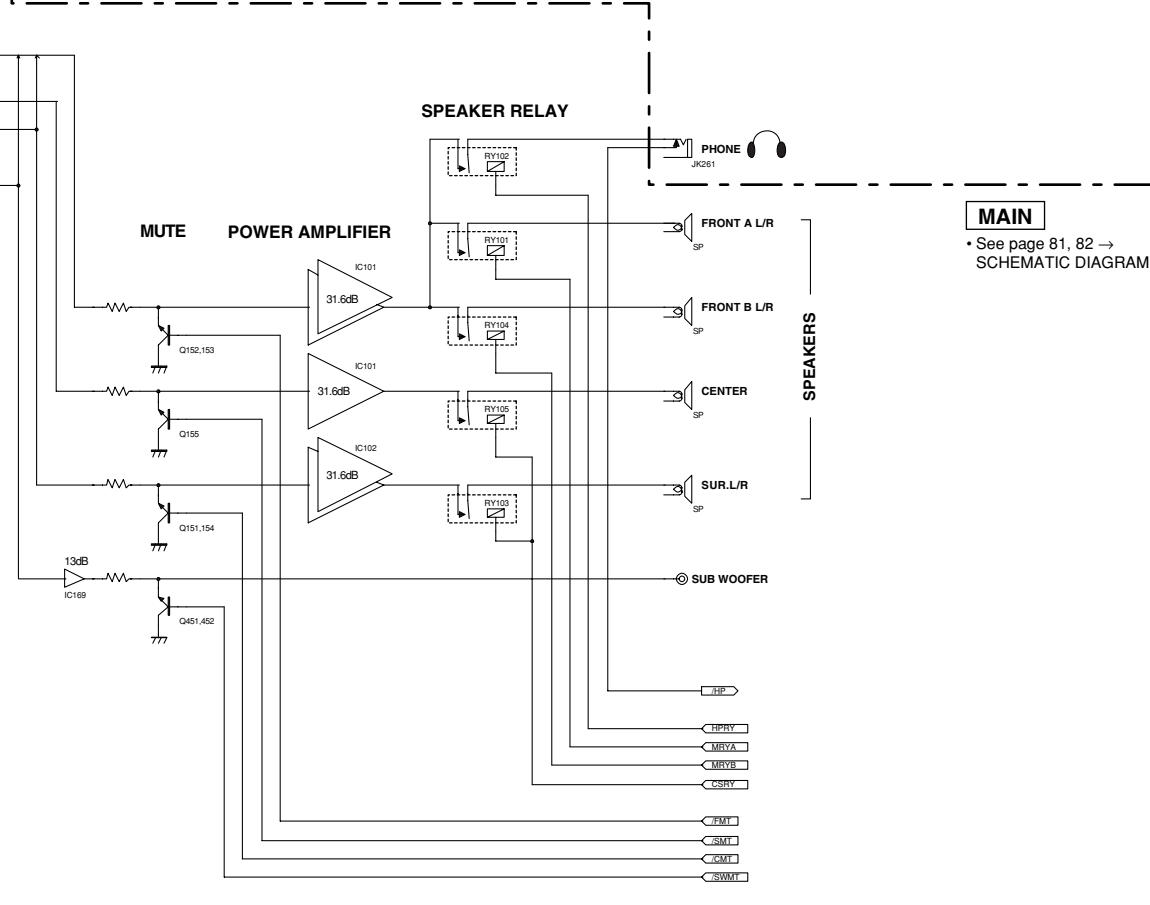 SPEAKER RELAY
RY102
PHONE
JK261
MAIN
• See page 81, 82 →
SCHEMATIC DIAGRAM
MUTE
POWER AMPLIFIER
RY101
FRONT A L/R
SP
IC101
31.6dB
RY104
FRONT B L/R
SP
Q152,153
SPEAKERS
IC101
31.6dB
RY105
CENTER
SP
Q155
IC102
31.6dB
RY103
SUR.L/R
SP
Q151,154
13dB
IC169
SUB WOOFER
Q451,452
/HP
HPRY
MRYA
MRYB
CSRY
/FMT
/SMT
/CMT
/SWMT